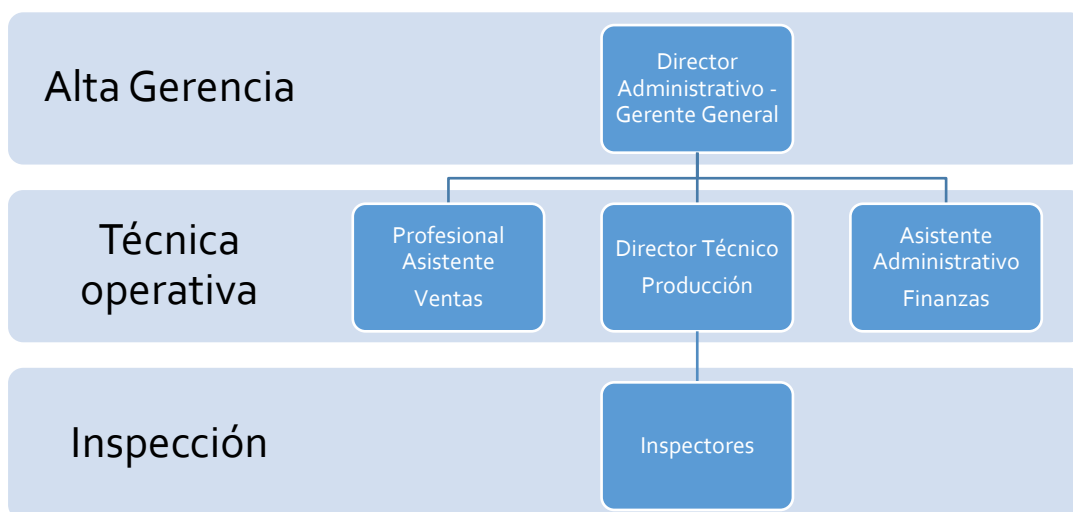 Alta Gerencia
Director
Administrativo -
Gerente General
Técnica
operativa
Profesional
Asistente
Ventas
Director Técnico
Producción
Asistente
Administrativo
Finanzas
Inspección
Inspectores